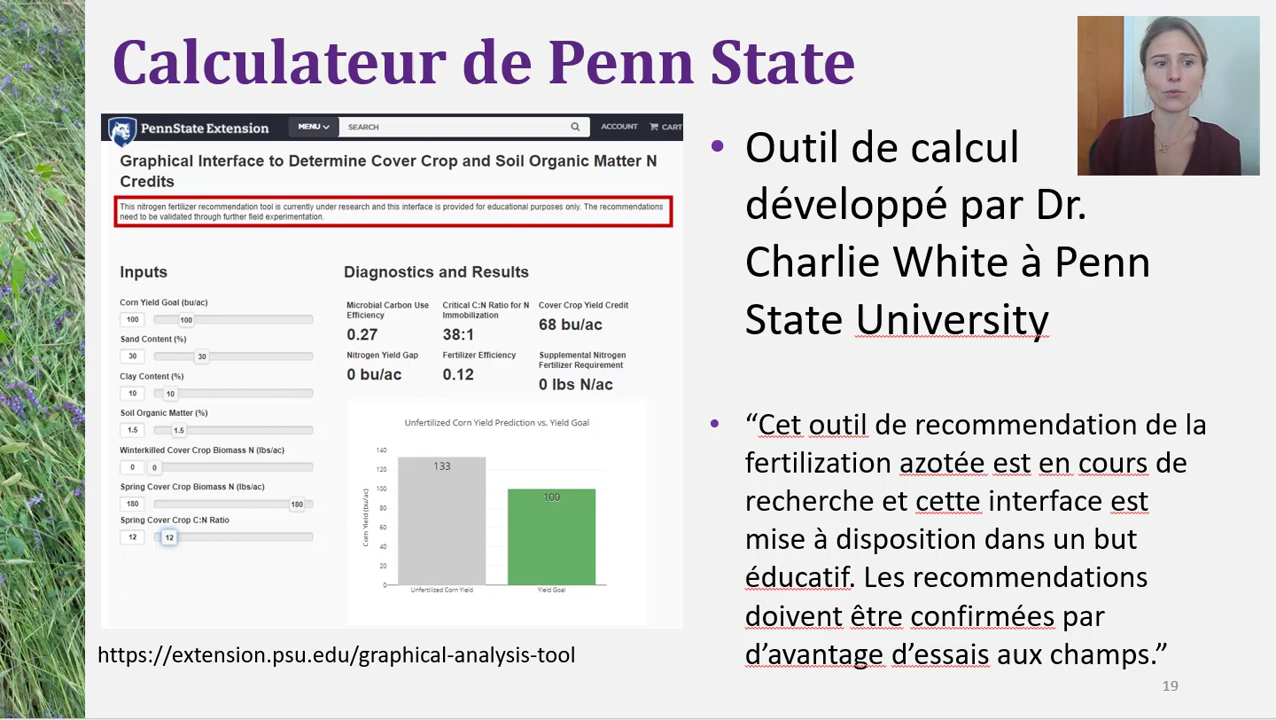 Calculateur de Penn State
PennState Extension
MENU
SEARCH
ACCOUNT
CART
Graphical Interface to Determine Cover Crop and Soil Organic Matter N
Credits
This nitrogen fertilizer recommendation tool is currently under research and this interface is provided for educational purposes only. The recommendations
need to be validated through further field experimentation.
Inputs
Corn Yield Goal (bu/ac)
100
100
Sand Content (%)
30
30
Clay Content (%)
10
10
Soil Organic Matter (%)
1.5
1.5
Winterkilled Cover Crop Biomass N (lbs/ac)
0
0
Spring Cover Crop Biomass N (lbs/ac)
180
180
Spring Cover Crop C:N Ratio
12
12
Diagnostics and Results
Microbial Carbon Use
Efficiency
0.27
Critical C:N Ratio for N
Immobilization
38:1
Cover Crop Yield Credit
68 bu/ac
Nitrogen Yield Gap
0 bu/ac
Fertilizer Efficiency
0.12
Supplemental Nitrogen
Fertilizer Requirement
0 lbs N/ac
Unfertilized Corn Yield Prediction vs. Yield Goal
Corn Yield (bu/ac)
140
120
100
80
60
40
20
0
133
100
Unfertilized Corn Yield
Yield Goal
https://extension.psu.edu/graphical-analysis-tool
• Outil de calcul
développé par Dr.
Charlie White à Penn
State University
• “Cet outil de recommendation de la
fertilization azotée est en cours de
recherche et cette interface est
mise à disposition dans un but
éducatif. Les recommendations
doivent être confirmées par
d’avantage d’essais aux champs.”
19